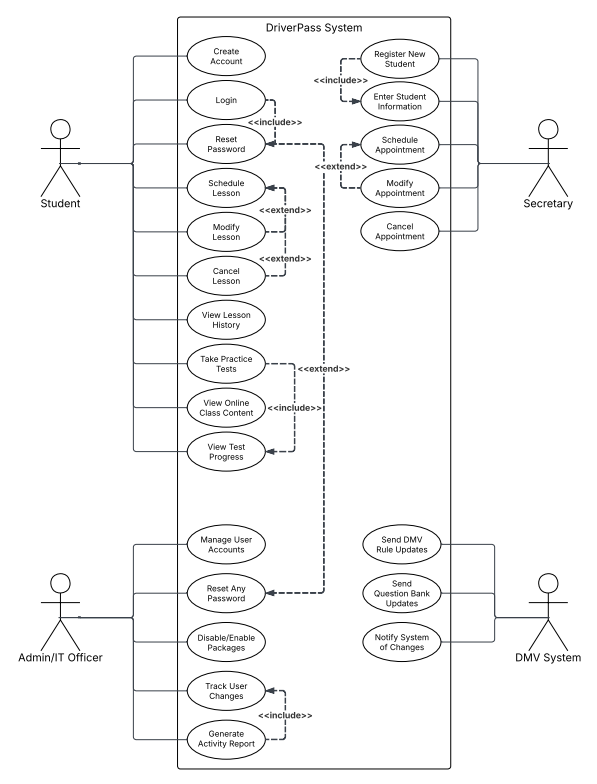 DriverPass System
Create
Account
Login
<<include>>
Reset
Password
Schedule
Lesson
<<extend>>
Modify
Lesson
<<extend>>
Cancel
Lesson
View Lesson
History
Take Practice
Tests
<<extend>>
View Online
Class Content
<<include>>
View Test
Progress
Student
Register New
Student
<<include>>
Enter Student
Information
Schedule
Appointment
<<extend>>
Modify
Appointment
Cancel
Appointment
Secretary
Manage User
Accounts
Reset Any
Password
Disable/Enable
Packages
Track User
Changes
<<include>>
Generate
Activity Report
Admin/IT Officer
Send DMV
Rule Updates
Send
Question Bank
Updates
Notify System
of Changes
DMV System